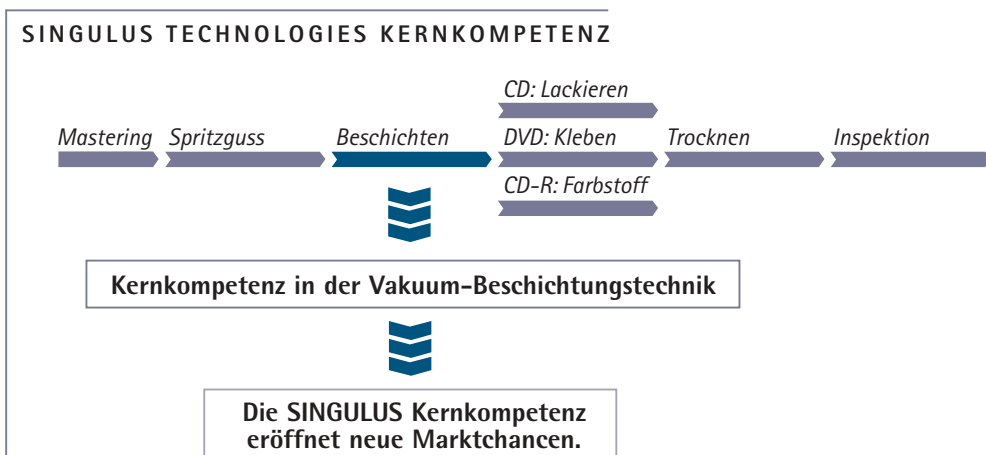 SINGULUS TECHNOLOGIES KERNKOMPETENZ
CD: Lackieren
Mastering Spritzguss Beschichten DVD: Kleben Trocknen Inspektion
CD-R: Farbstoff
Kernkompetenz in der Vakuum-Beschichtungstechnik
Die SINGULUS Kernkompetenz
eröffnet neue Marktchancen.